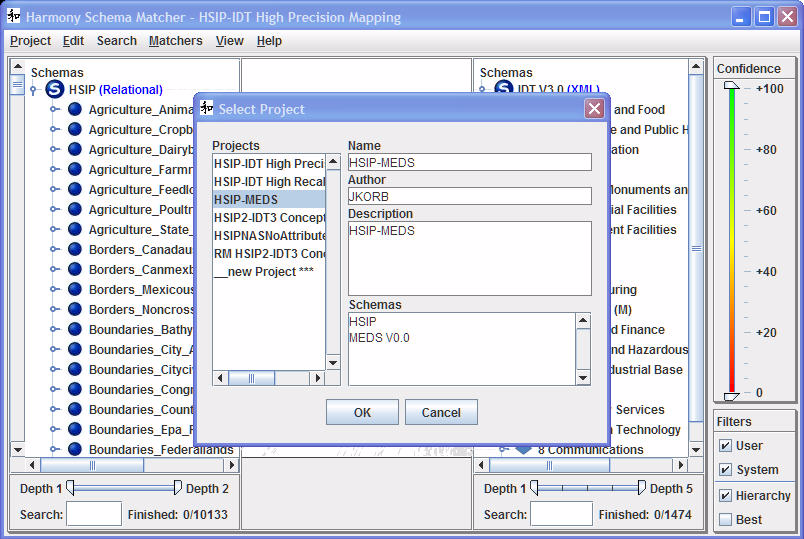 Harmony Schema Matcher - HSIP-IDT High Precision Mapping
Project Edit Search Matchers View Help
Schemas
HSIP (Relational)
Agriculture_Anima
Agriculture_Cropb
Agriculture_Dairyb
Agriculture_Farmr
Agriculture_Feedlo
Agriculture_Poultr
Agriculture_State_
Borders_Canadaus
Borders_Canmexb
Borders_Mexicous
Borders_Noncross
Boundaries_Bathy
Boundaries_City_A
Boundaries_Cityciv
Boundaries_Congr
Boundaries_Count
Boundaries_Epa_F
Boundaries_Federallands
Depth 1 Depth 2
Search: Finished: 0/10133
Select Project
Projects
HSIP-IDT High Preci
HSIP-IDT High Recal
HSIP-MEDS
HSIP2-IDT3 Concept
HSIPNASNoAttribute
RM HSIP2-IDT3 Conc
__new Project ***
Name
HSIP-MEDS
Author
JKORB
Description
HSIP-MEDS
Schemas
HSIP
MEDS V0.0
OK Cancel
Schemas
IDT V3.0 (XML)
and Food
e and Public H
ation
Monuments an
ial Facilities
ent Facilities
uring
(M)
d Finance
and Hazardous
dustrial Base
y Services
n Technology
8 Communications
Depth 1 Depth 5
Search: Finished: 0/1474
Confidence
+100
+80
+60
+40
+20
0
Filters
User
System
Hierarchy
Best